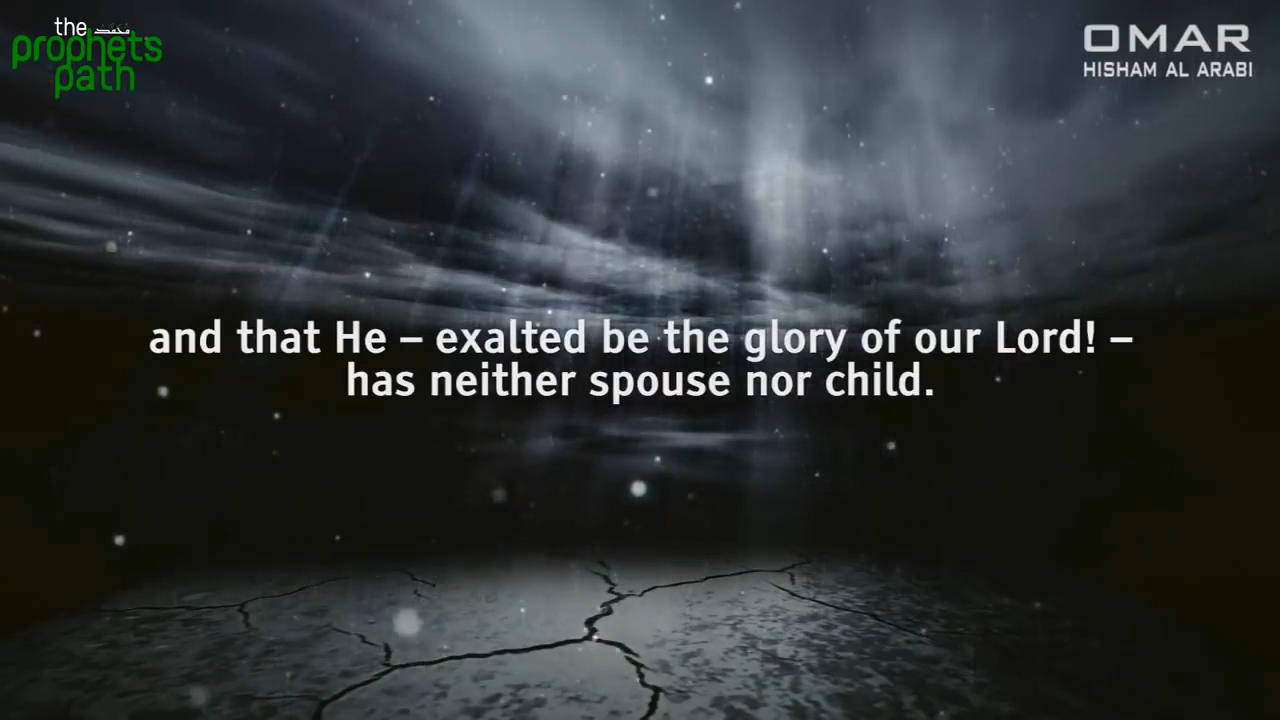 the محمد
prophets
path
OMAR
HISHAM AL ARABI
and that He – exalted be the glory of our Lord! –
has neither spouse nor child.